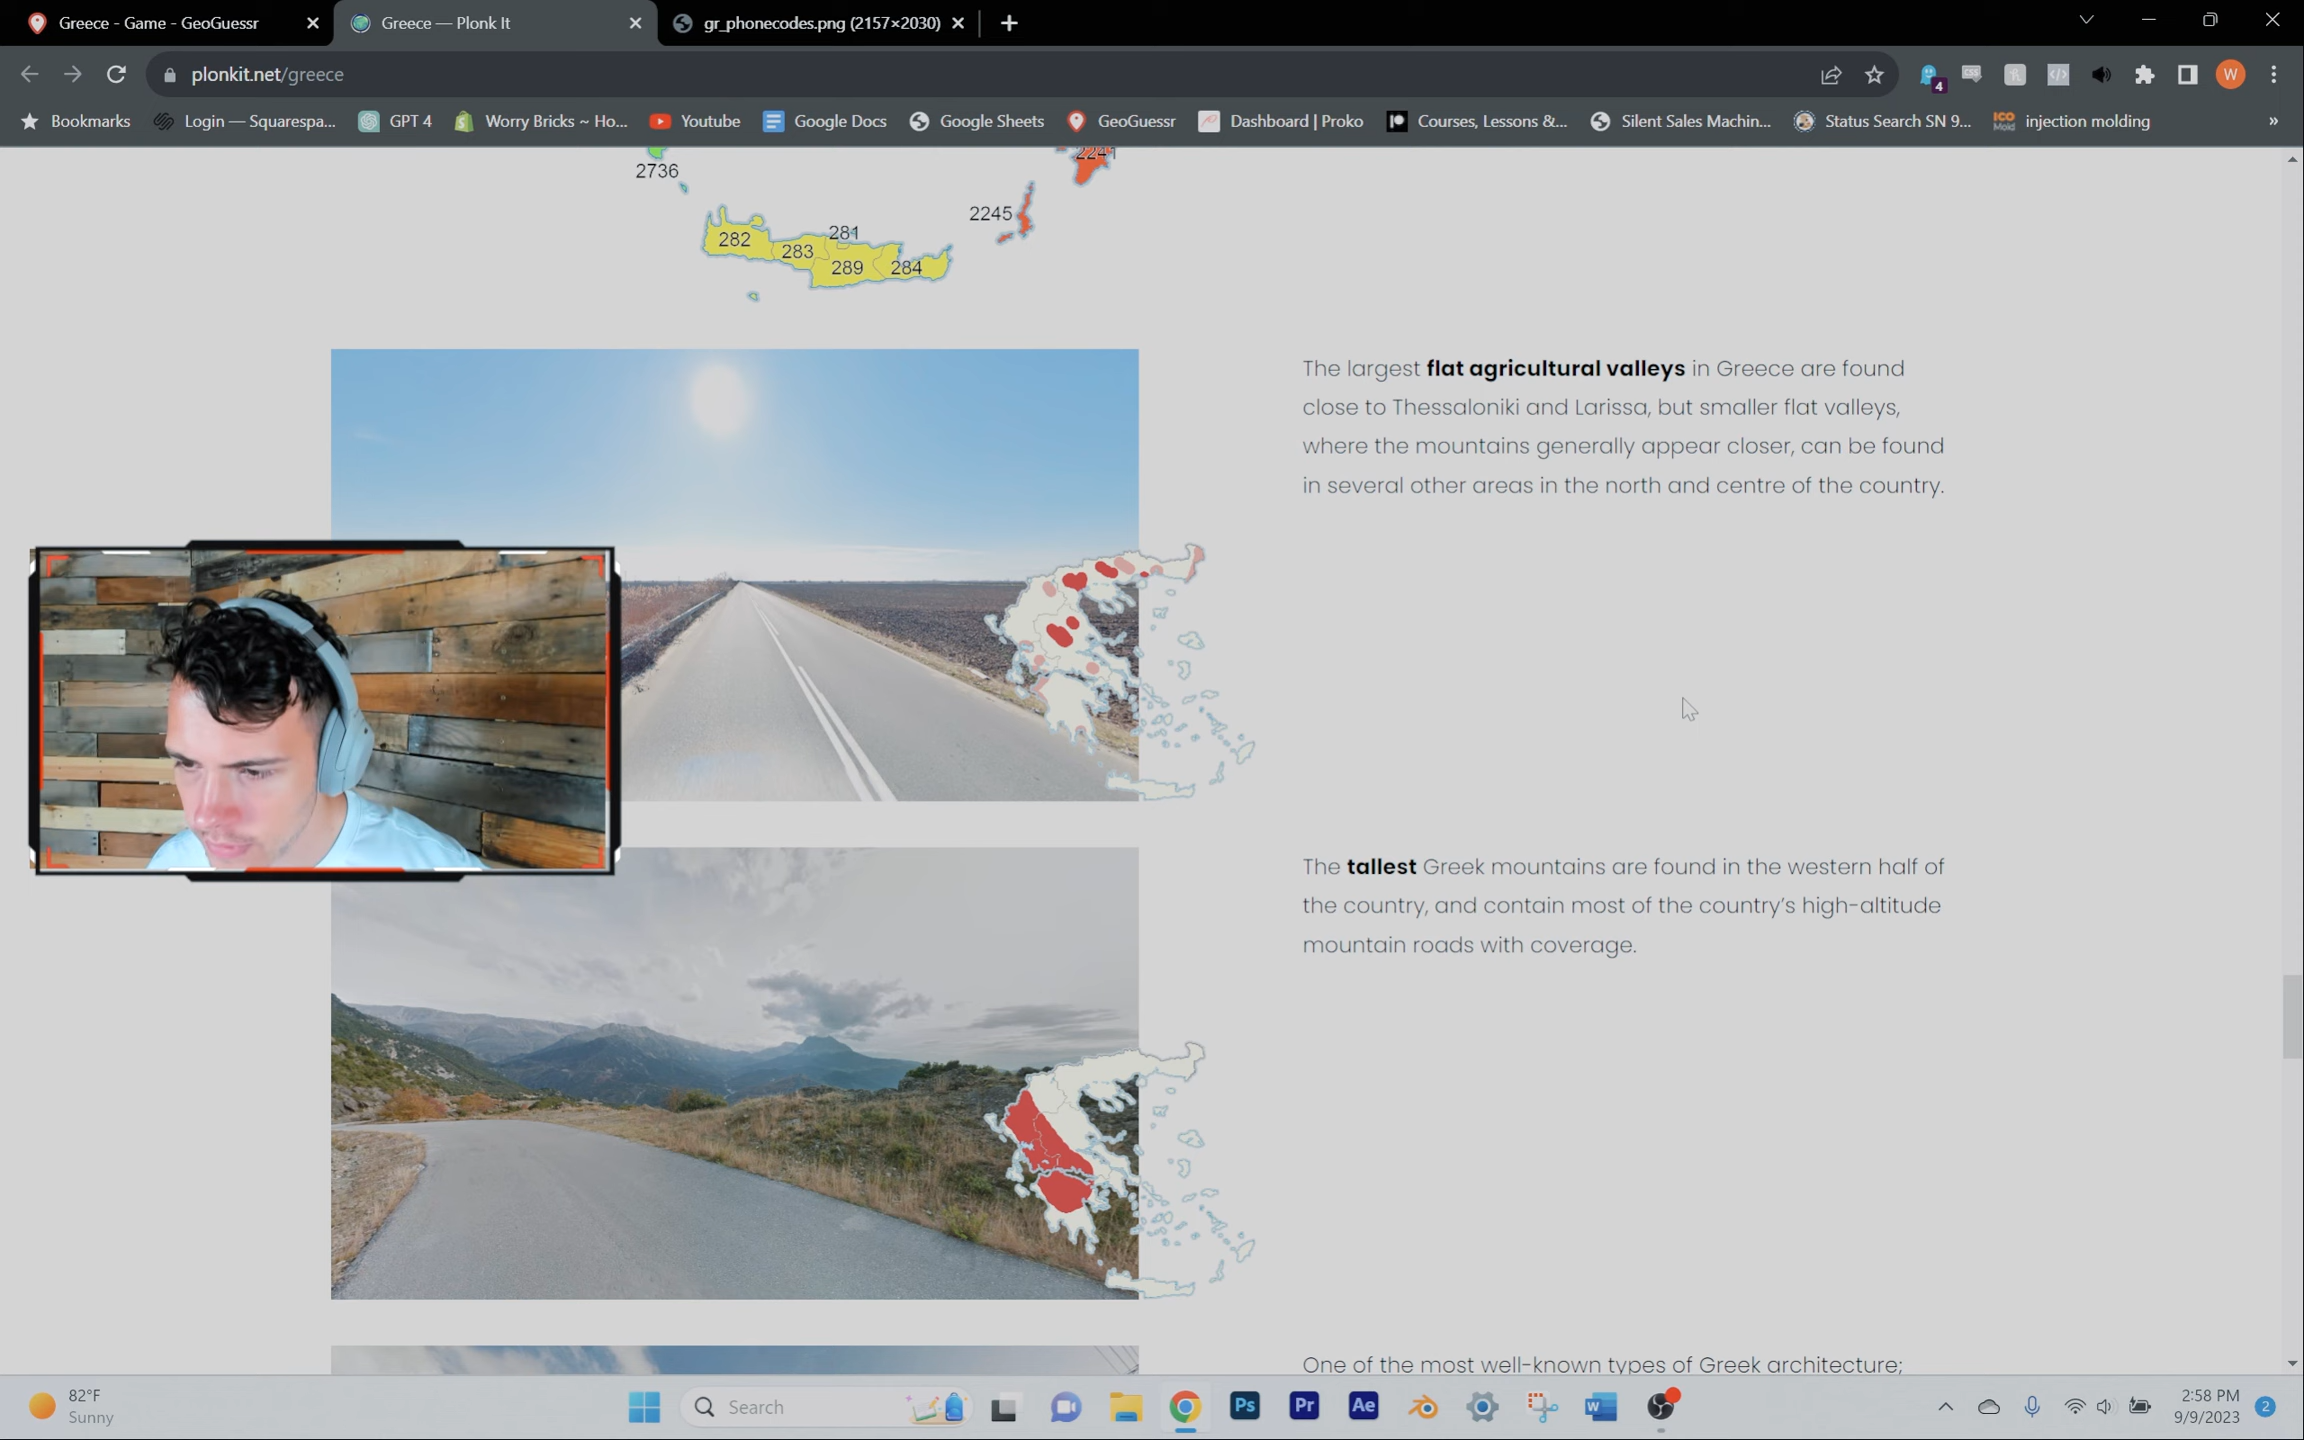 Greece - Game - GeoGuessr
Greece — Plonk It
gr_phonecodes.png (2157×2030)
plonkit.net/greece
4
W
Bookmarks
Login — Squarespa...
GPT 4
Worry Bricks ~ Ho...
Youtube
Google Docs
Google Sheets
GeoGuessr
Dashboard | Proko
Courses, Lessons &...
Silent Sales Machin...
Status Search SN 9...
injection molding
»
2736
2241
2245
282
283
281
289
284
The largest flat agricultural valleys in Greece are found
close to Thessaloniki and Larissa, but smaller flat valleys,
where the mountains generally appear closer, can be found
in several other areas in the north and centre of the country.
The tallest Greek mountains are found in the western half of
the country, and contain most of the country's high-altitude
mountain roads with coverage.
One of the most well-known types of Greek architecture;
82°F
Sunny
Search
Ps
Pr
Ae
W
2:58 PM
9/9/2023
2